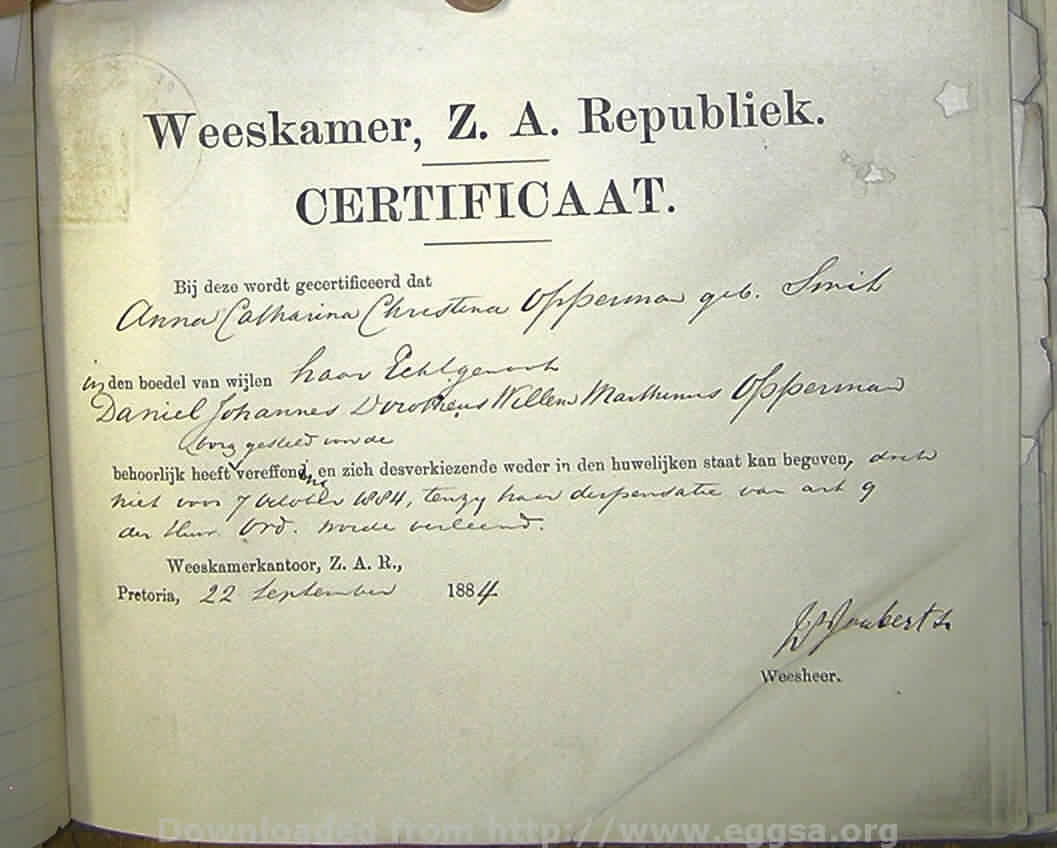 Weeskamer, Z. A. Republiek.
CERTIFICAAT.
Bij deze wordt gecertificeerd dat
Anna Catharina Christina Opperman geb. Smit
in den boedel van wijlen haar Echtgenoot
Daniel Johannes Dorotheus Willem Marthinus Opperman
borg gesteld voor de
behoorlijk heeft vereffend en zich desverkiezende weder in den huwelijken staat kan begeven, doch
niet voor 7 October 1884, tenzy haar dispensatie van art 9
der Huw. Ord. worde verleend.
Weeskamerkantoor, Z. A. R.,
Pretoria, 22 September 1884
Joubert
Weesheer.
Downloaded from http://www.eggsa.org